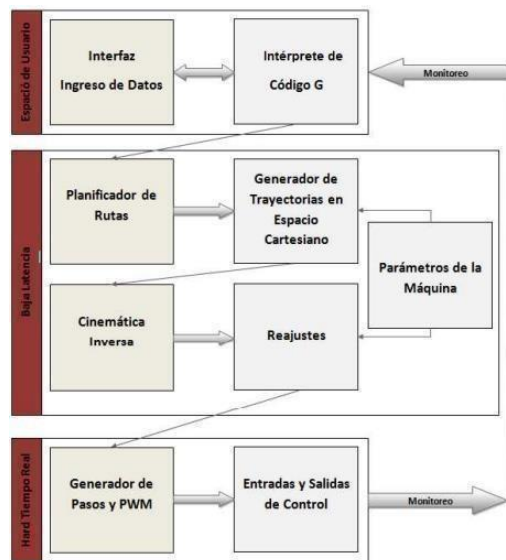 Espació de Usuario
Interfaz
Ingreso de Datos
Intérprete de
Código G
Monitoreo
Baja Latencia
Planificador de
Rutas
Generador de
Trayectorias en
Espacio
Cartesiano
Parámetros de la
Máquina
Cinemática
Inversa
Reajustes
Hard Tiempo Real
Generador de
Pasos y PWM
Entradas y Salidas
de Control
Monitoreo